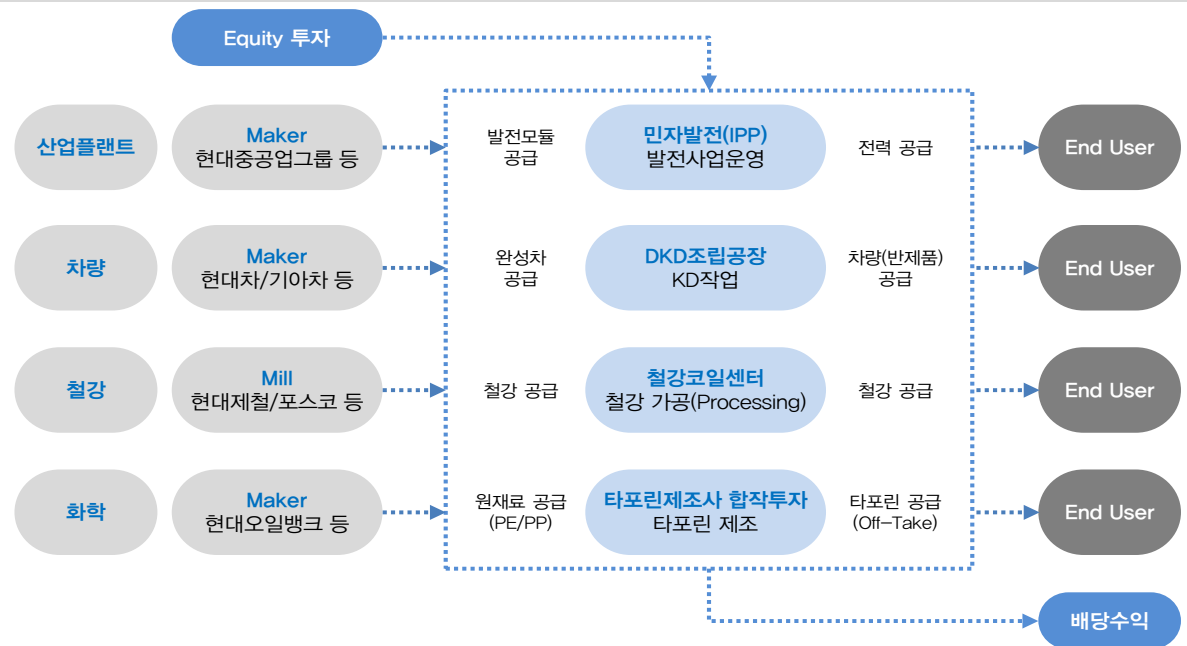 Equity 투자
산업플랜트
Maker
현대중공업그룹 등
발전모듈
공급
민자발전(IPP)
발전사업운영
전력 공급
End User
차량
Maker
현대차/기아차 등
완성차
공급
DKD조립공장
KD작업
차량(반제품)
공급
End User
철강
Mill
현대제철/포스코 등
철강 공급
철강코일센터
철강 가공(Processing)
철강 공급
End User
화학
Maker
현대오일뱅크 등
원재료 공급
(PE/PP)
타포린제조사 합작투자
타포린 제조
타포린 공급
(Off-Take)
End User
배당수익